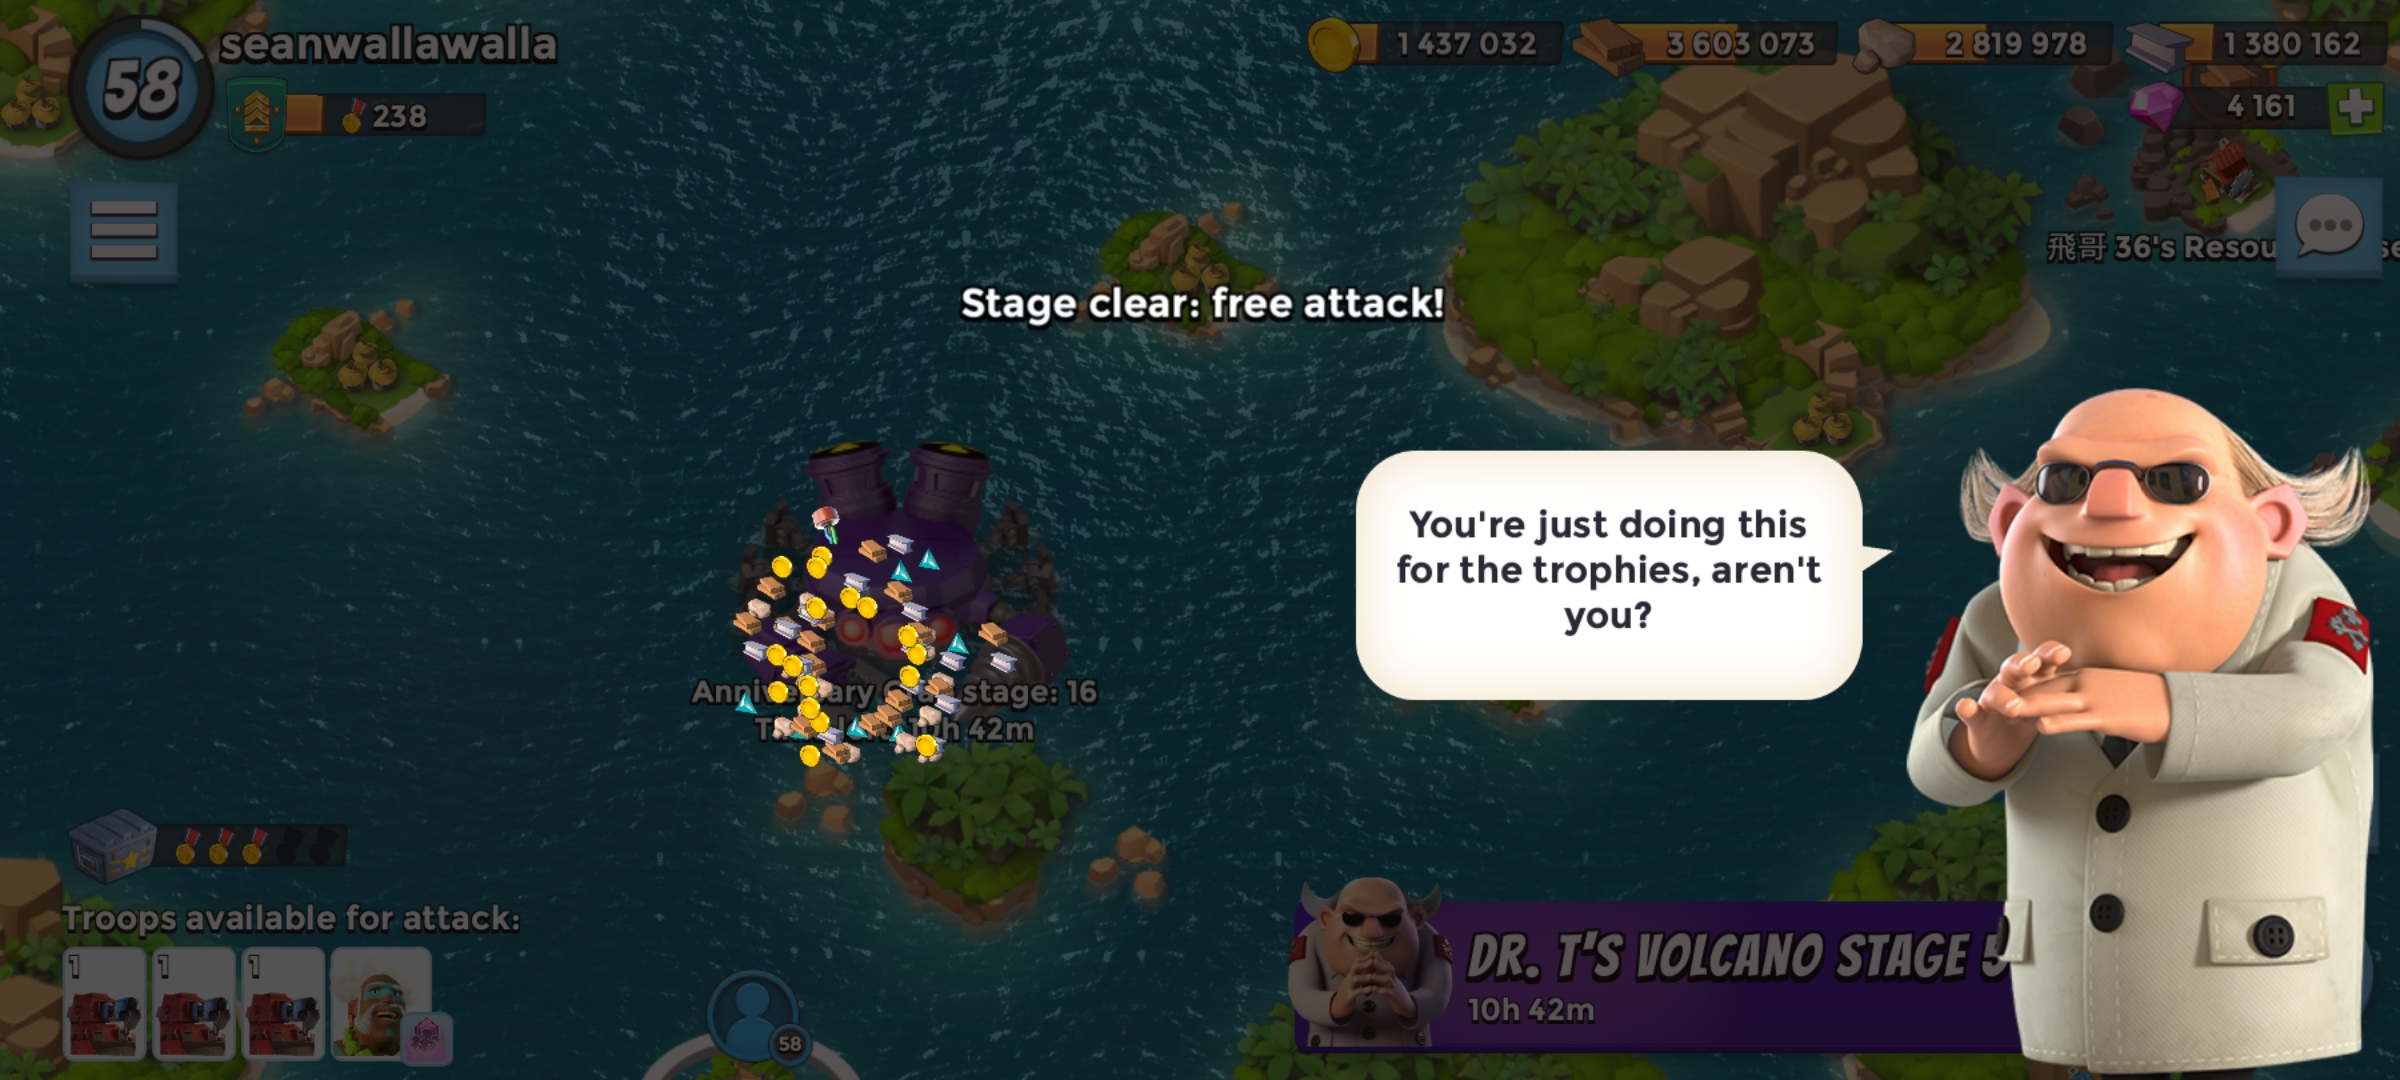 58
seanwallawalla
238
1 437 032
3 603 073
2 819 978
1 380 162
4 161
飛哥 36's
Stage clear: free attack!
You're just doing this
for the trophies, aren't
you?
stage: 16
42m
Troops available for attack:
1
1
1
58
DR. T'S VOLCANO STAGE 5
10h 42m